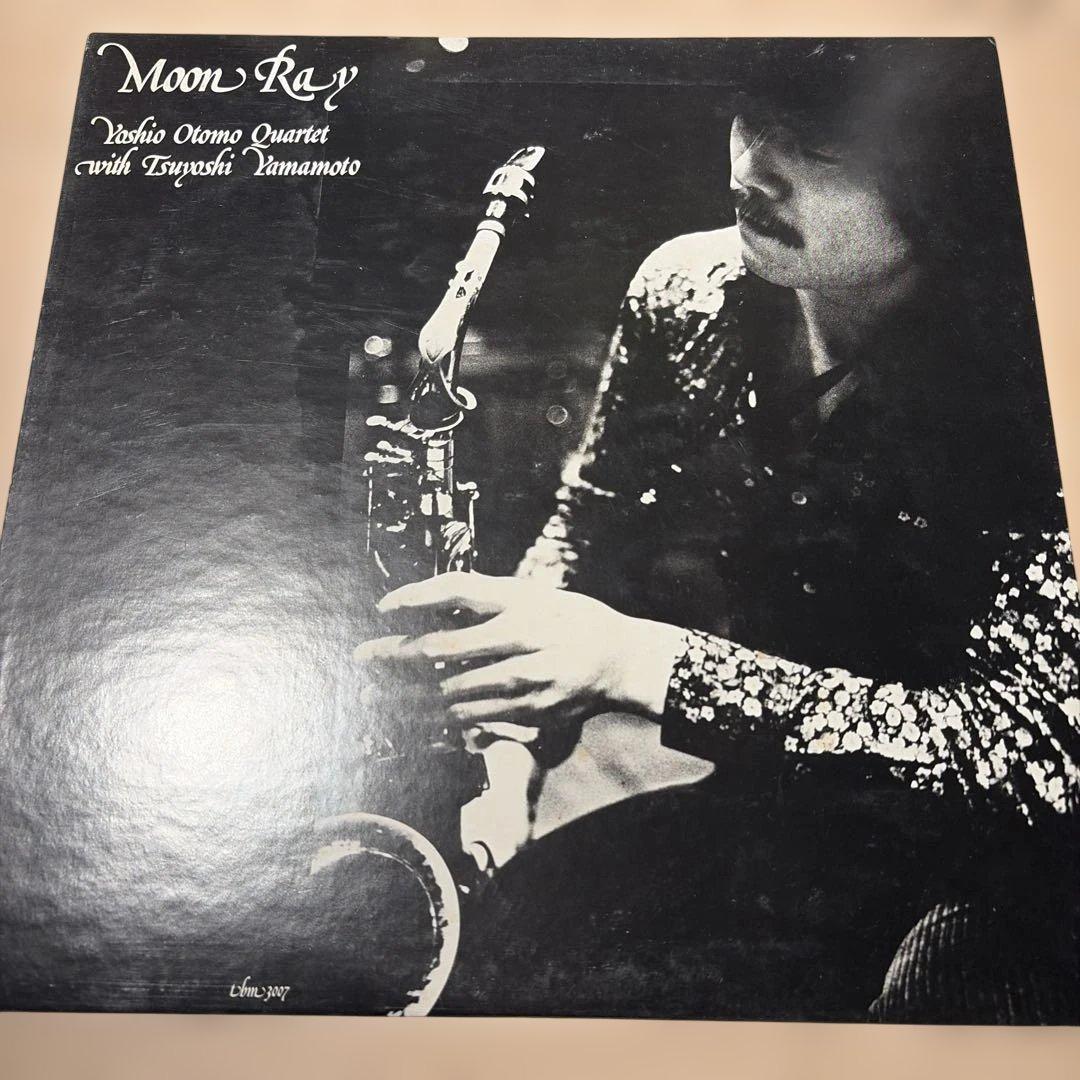 Moon Ray
Yoshio Otomo Quartet
with Tsuyoshi Yamamoto
tbm 3007